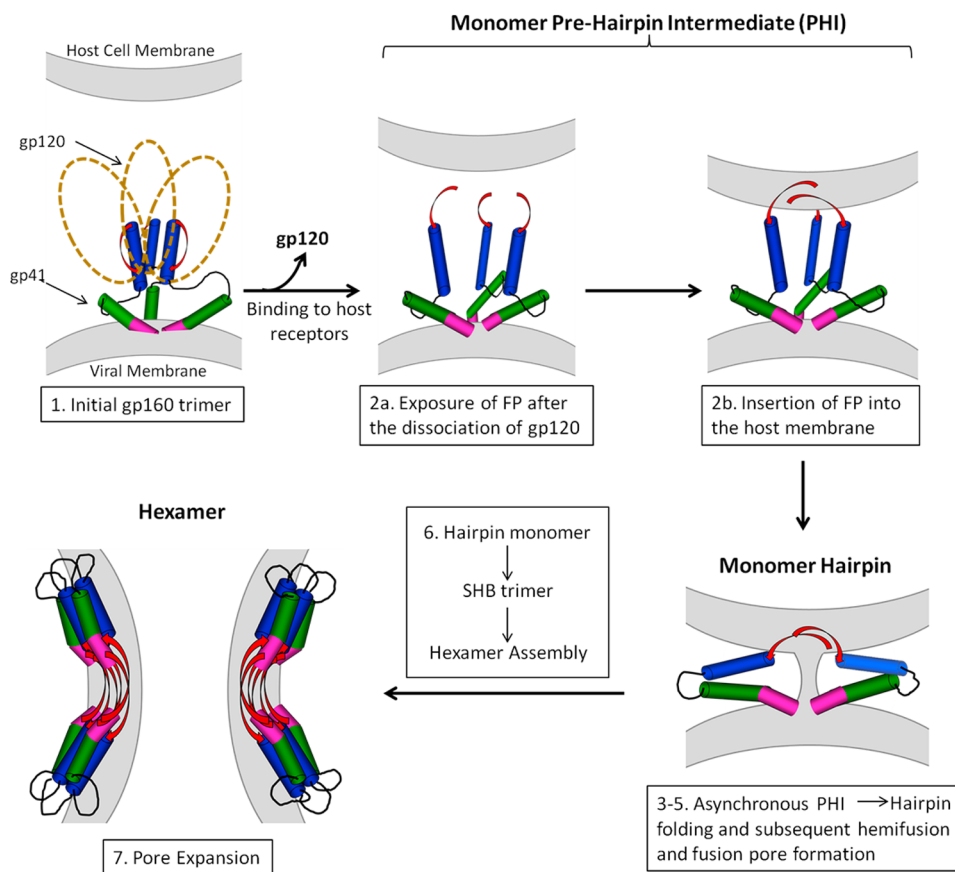 Monomer Pre-Hairpin Intermediate (PHI)
Host Cell Membrane
gp120
gp41
Viral Membrane
1. Initial gp160 trimer
gp120
Binding to host
receptors
2a. Exposure of FP after
the dissociation of gp120
2b. Insertion of FP into
the host membrane
Hexamer
7. Pore Expansion
6. Hairpin monomer
SHB trimer
Hexamer Assembly
Monomer Hairpin
3-5. Asynchronous PHI → Hairpin
folding and subsequent hemifusion
and fusion pore formation